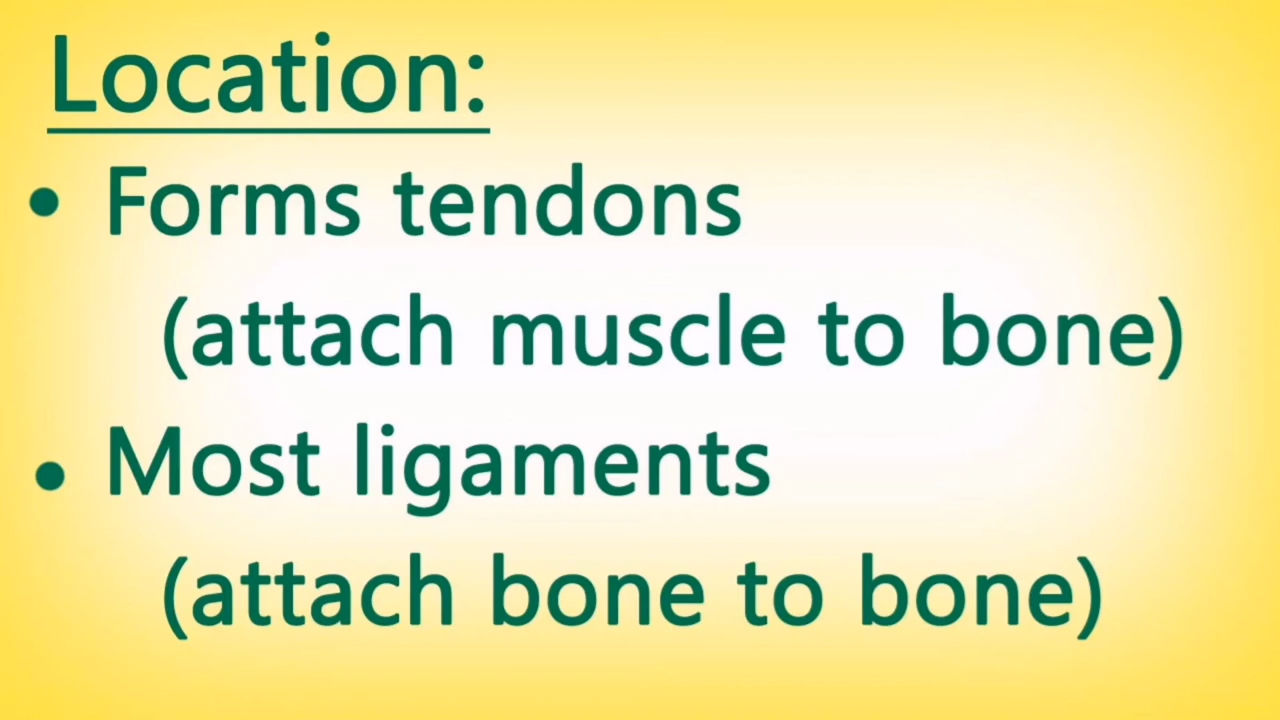 Location:
• Forms tendons
(attach muscle to bone)
• Most ligaments
(attach bone to bone)